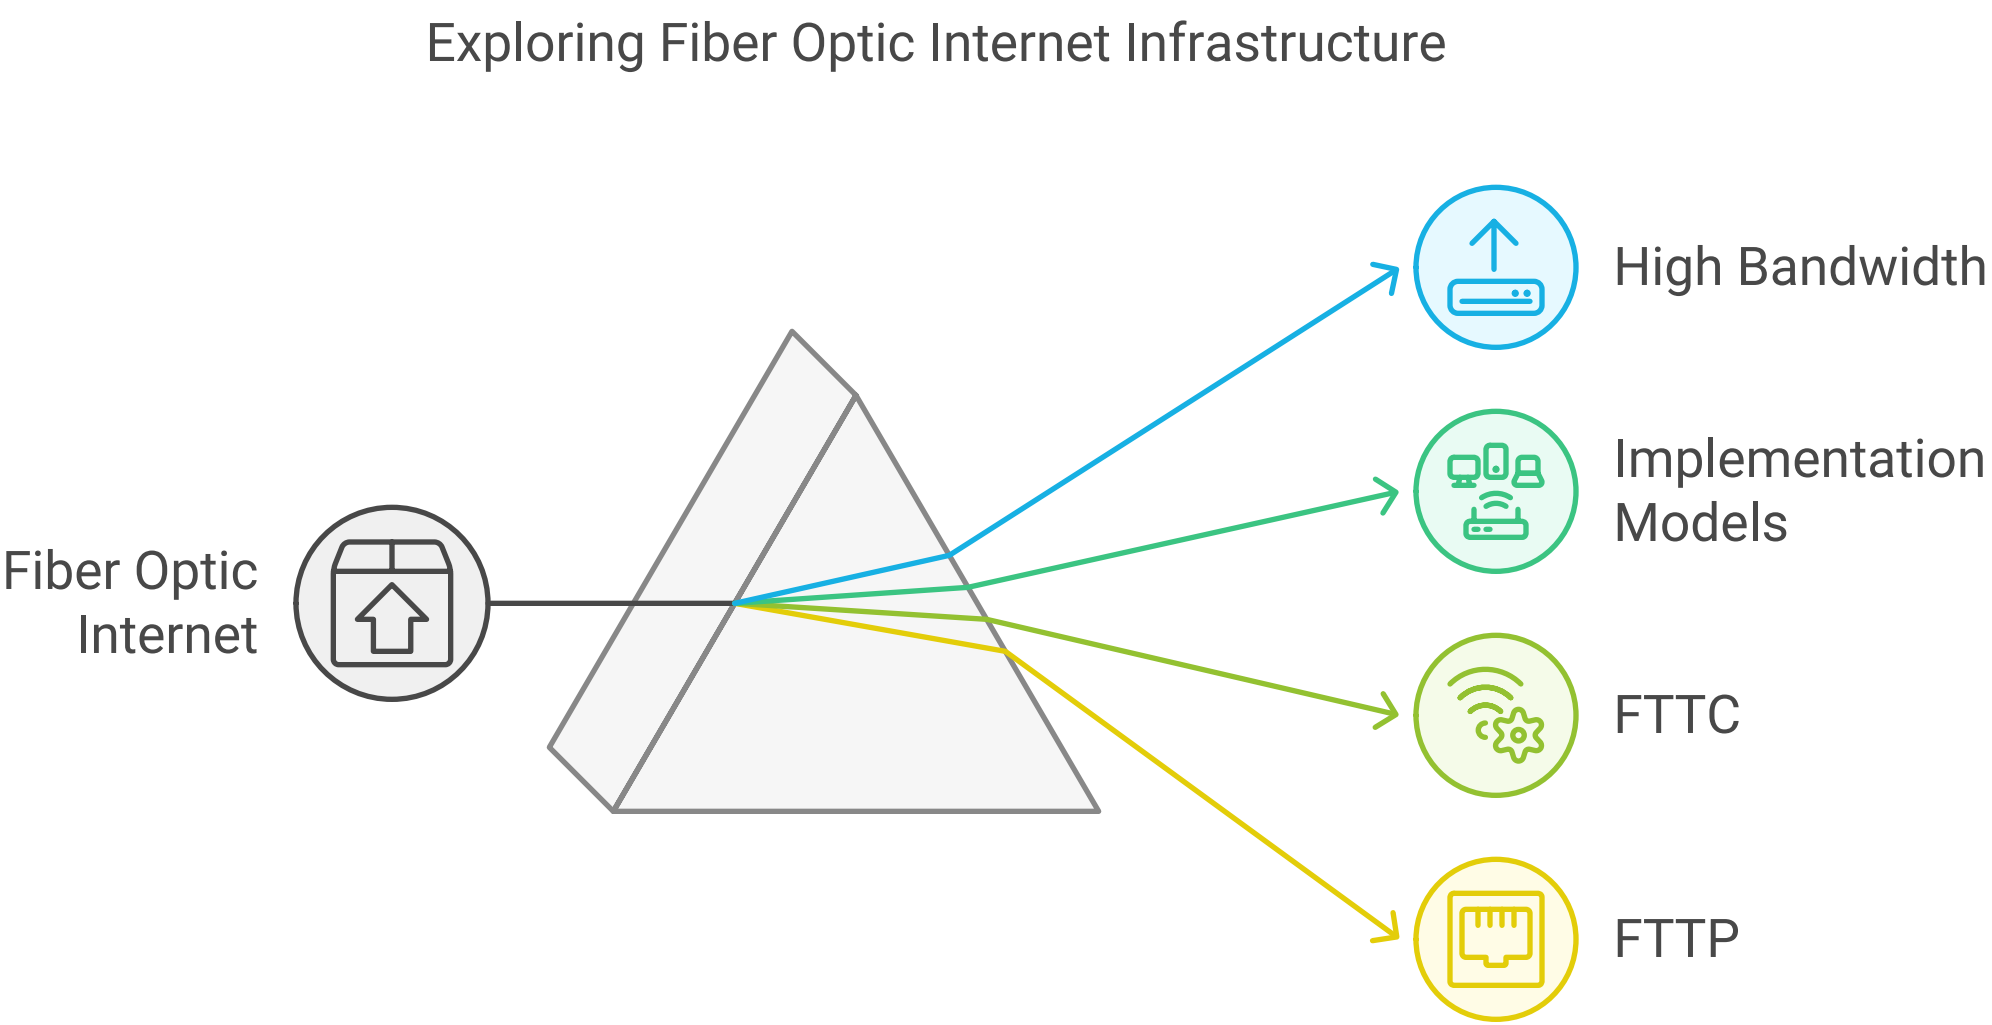 Exploring Fiber Optic Internet Infrastructure
High Bandwidth
Implementation
Models
Fiber Optic
Internet
FTTC
FTTP